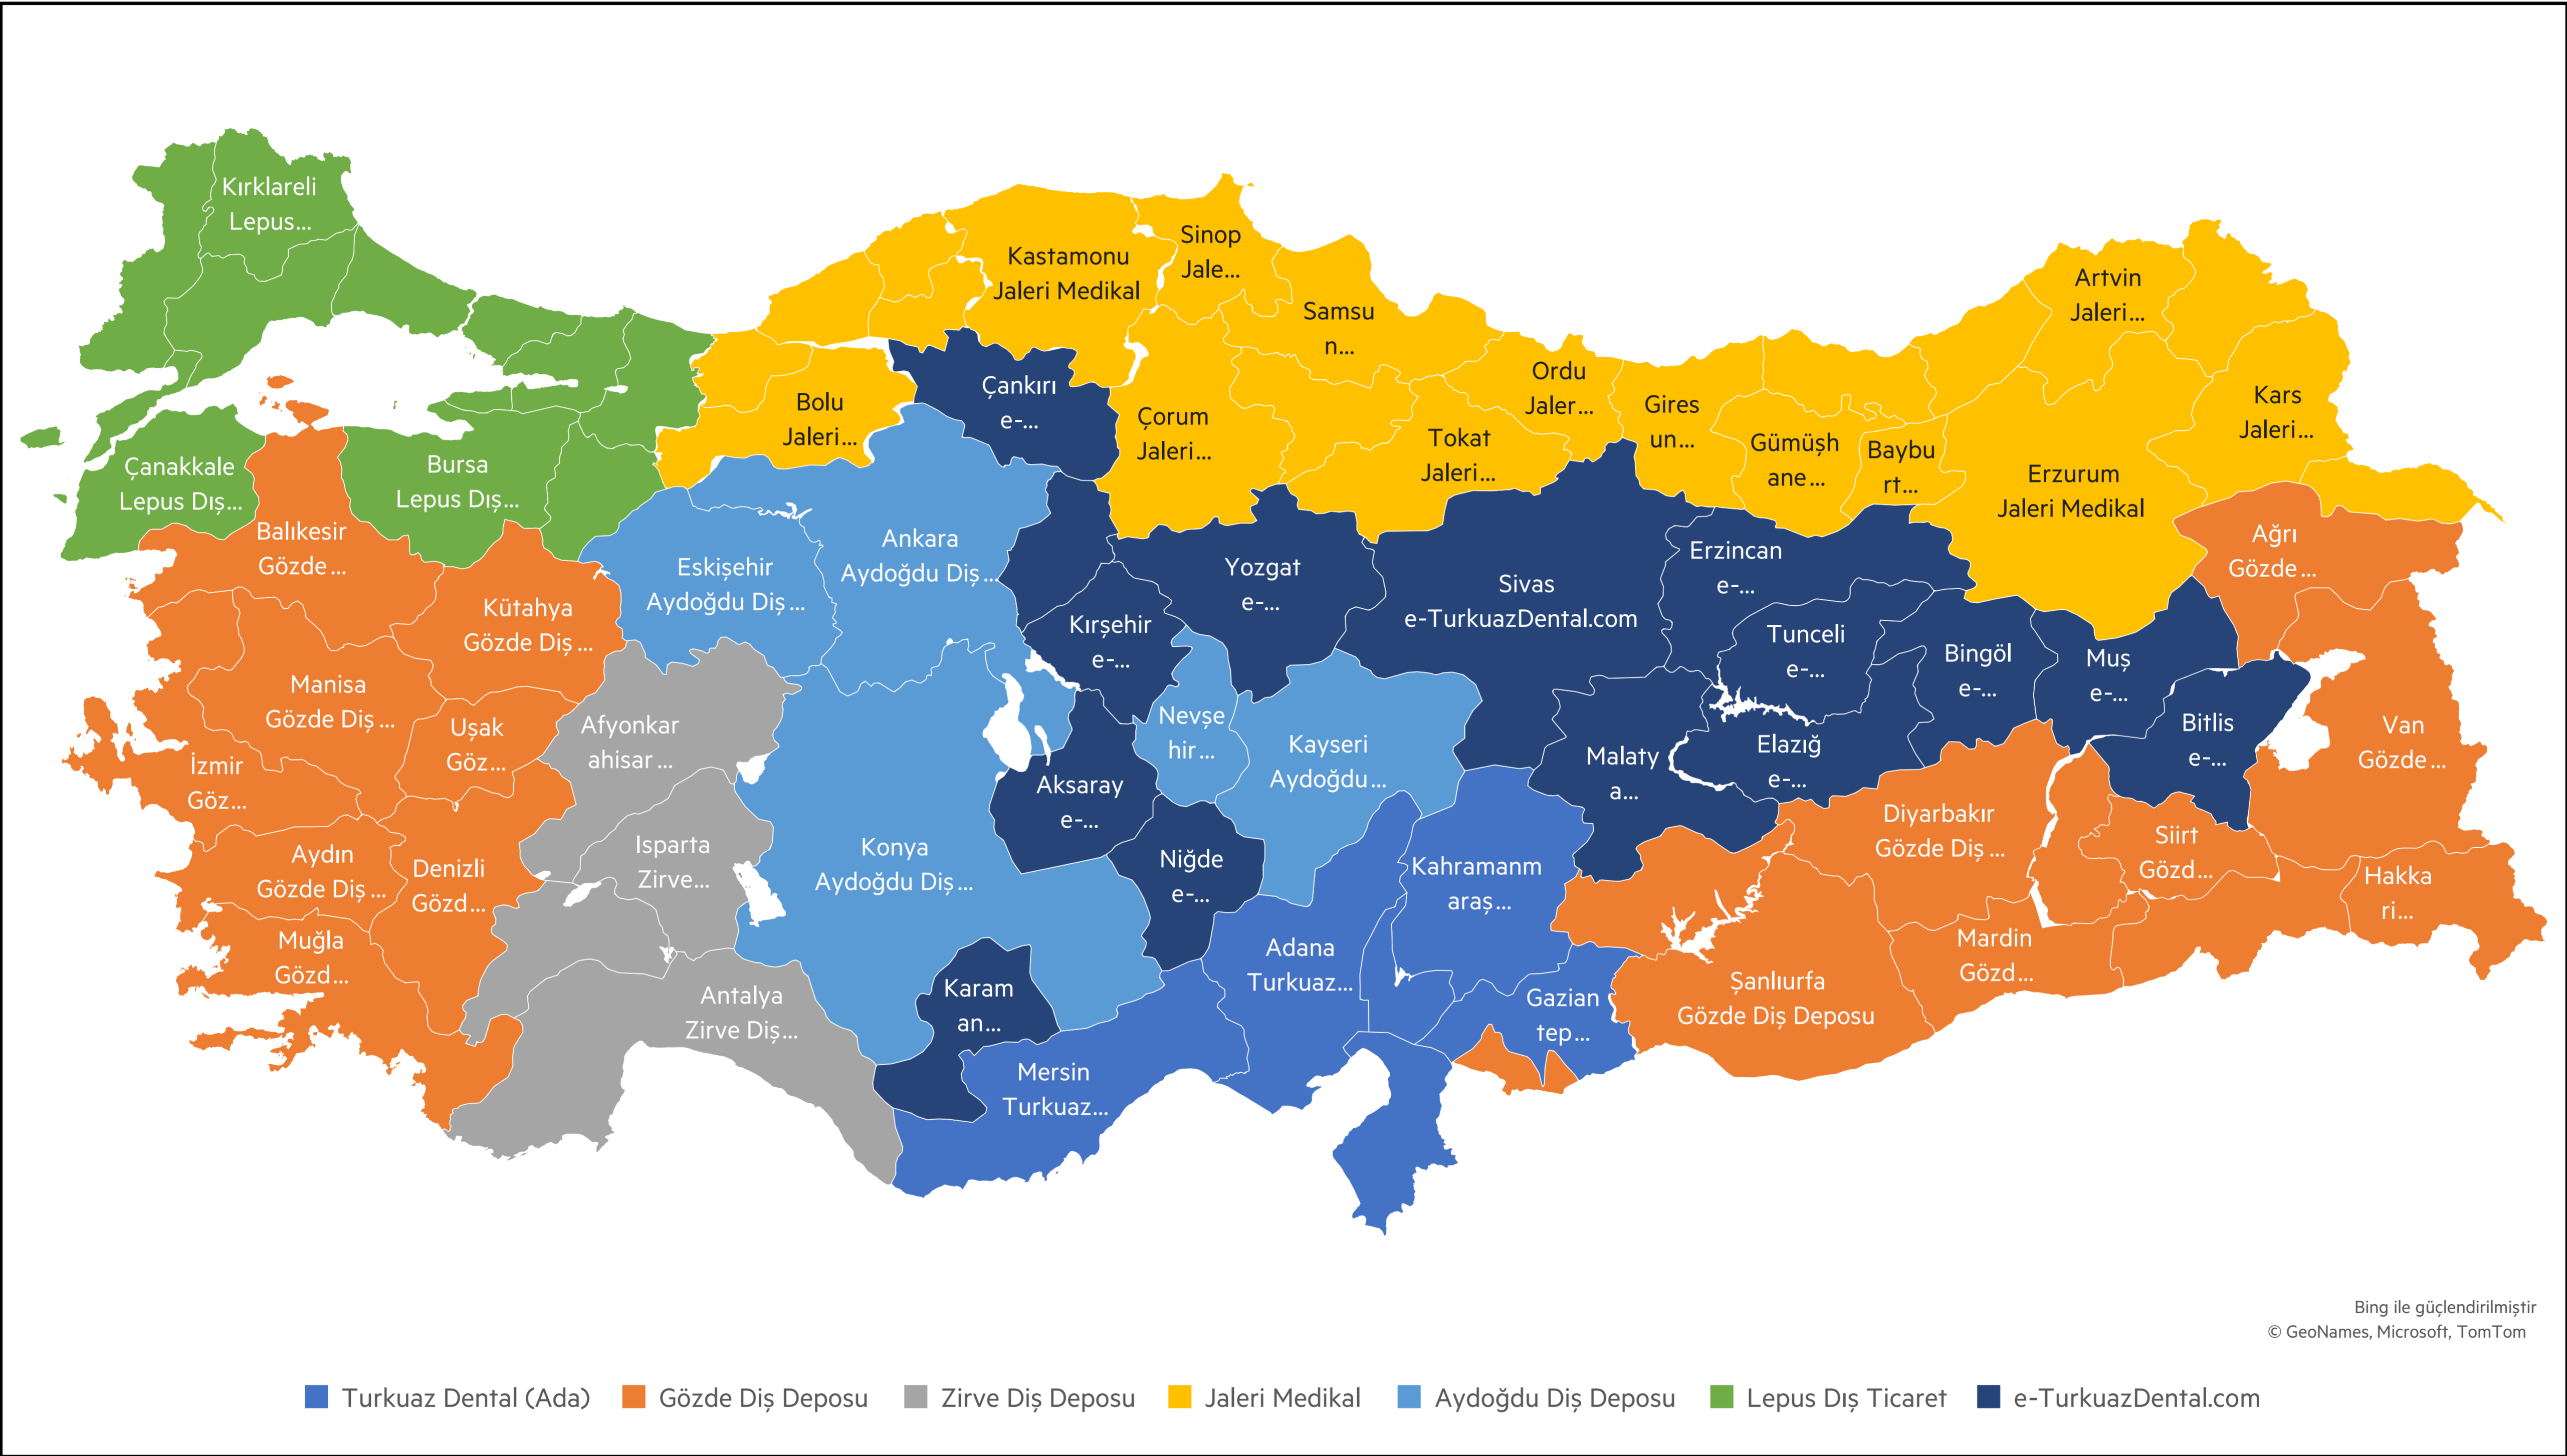 Kırklareli
Lepus...
Kastamonu
Jaleri Medikal
Sinop
Jale...
Samsu
n...
Artvin
Jaleri...
Çankırı
e-...
Bolu
Jaleri...
Çorum
Jaleri...
Ordu
Jaler...
Tokat
Jaleri...
Gires
un...
Gümüşh
ane...
Baybu
rt...
Erzurum
Jaleri Medikal
Kars
Jaleri...
Çanakkale
Lepus Dış...
Bursa
Lepus Dış...
Balıkesir
Gözde...
Kütahya
Gözde Diş...
Eskişehir
Aydoğdu Diş...
Ankara
Aydoğdu Diş...
Kırşehir
e-...
Yozgat
e-...
Sivas
e-TurkuazDental.com
Erzincan
e-...
Tunceli
e-...
Bingöl
e-...
Muş
e-...
Ağrı
Gözde...
Manisa
Gözde Diş...
Uşak
Göz...
Afyonkar
ahisar...
Nevşe
hir...
Kayseri
Aydoğdu...
Malaty
a...
Elazığ
e-...
Bitlis
e-...
Van
Gözde...
İzmir
Göz...
Aksaray
e-...
Aydın
Gözde Diş...
Denizli
Gözd...
Isparta
Zirve...
Konya
Aydoğdu Diş...
Niğde
e-...
Kahramanm
araş...
Diyarbakır
Gözde Diş...
Siirt
Gözd...
Hakka
ri...
Muğla
Gözd...
Antalya
Zirve Diş...
Karam
an...
Adana
Turkuaz...
Gazian
tep...
Şanlıurfa
Gözde Diş Deposu
Mardin
Gözd...
Mersin
Turkuaz...
Bing ile güçlendirilmiştir
© GeoNames, Microsoft, TomTom
Turkuaz Dental (Ada) Gözde Diş Deposu Zirve Diş Deposu Jaleri Medikal Aydoğdu Diş Deposu Lepus Dış Ticaret e-TurkuazDental.com